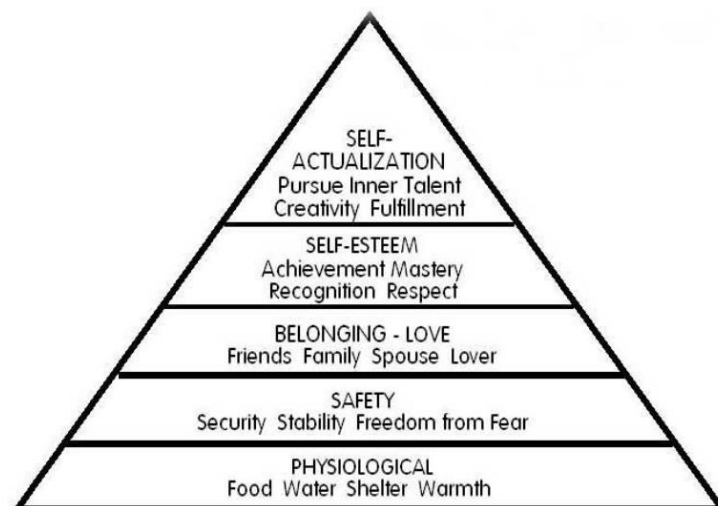 SELF-
ACTUALIZATION
Pursue Inner Talent
Creativity Fulfillment
SELF-ESTEEM
Achievement Mastery
Recognition Respect
BELONGING - LOVE
Friends Family Spouse Lover
SAFETY
Security Stability Freedom from Fear
PHYSIOLOGICAL
Food Water Shelter Warmth